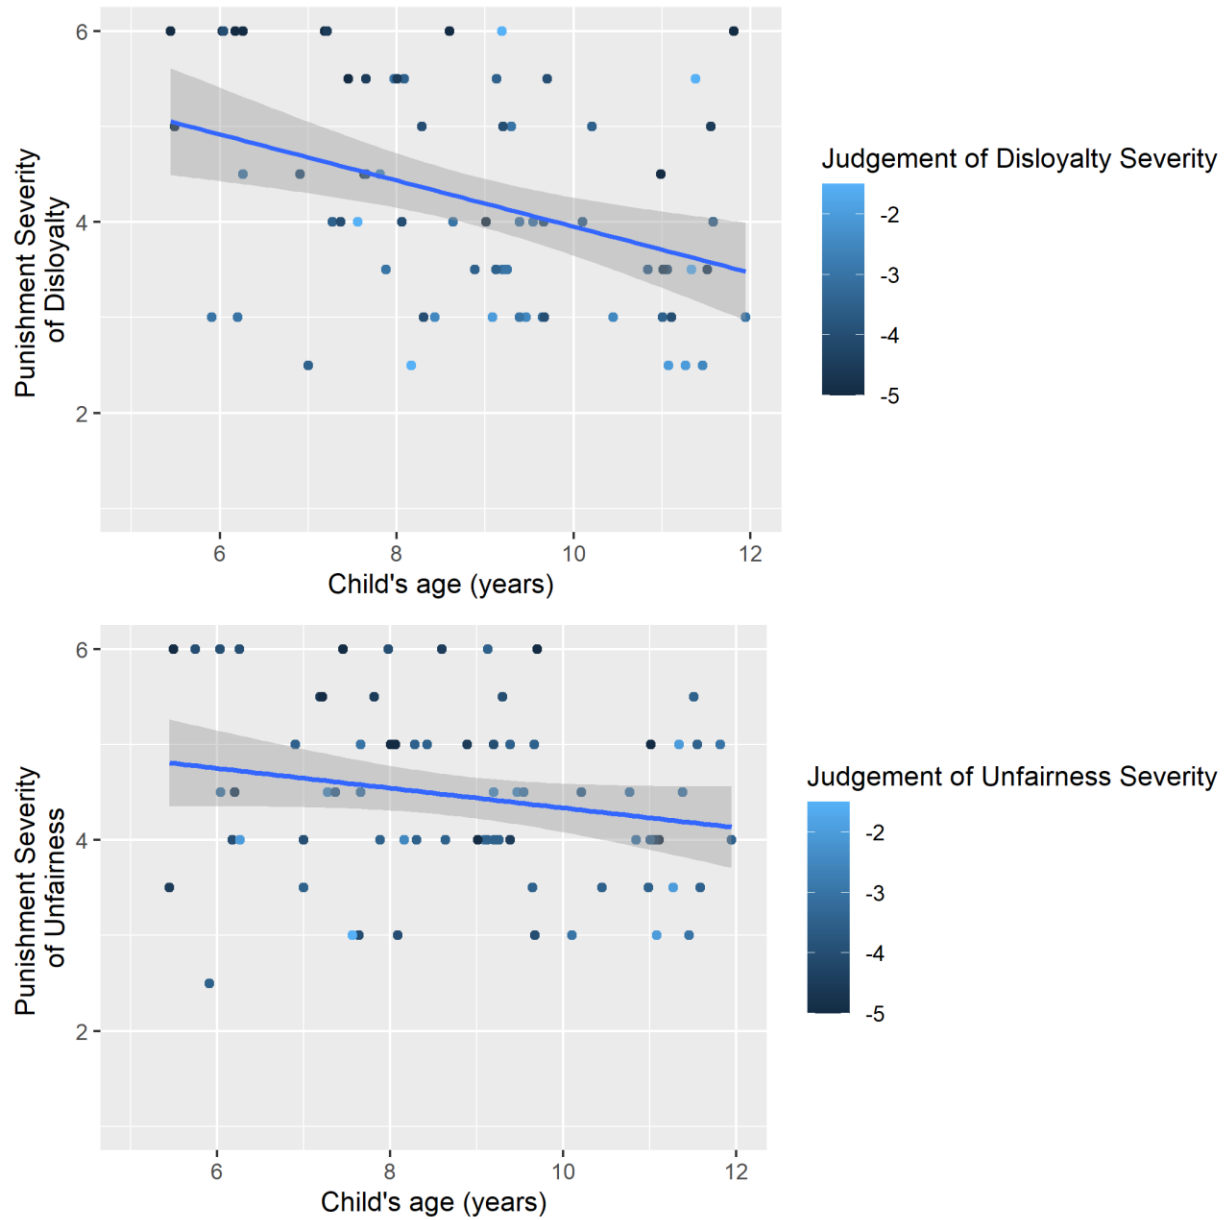 6
4
2
Punishment Severity
of Disloyalty
6
8
10
12
Child's age (years)
Judgement of Disloyalty Severity
-2
-3
-4
-5
6
4
2
Punishment Severity
of Unfairness
6
8
10
12
Child's age (years)
Judgement of Unfairness Severity
-2
-3
-4
-5